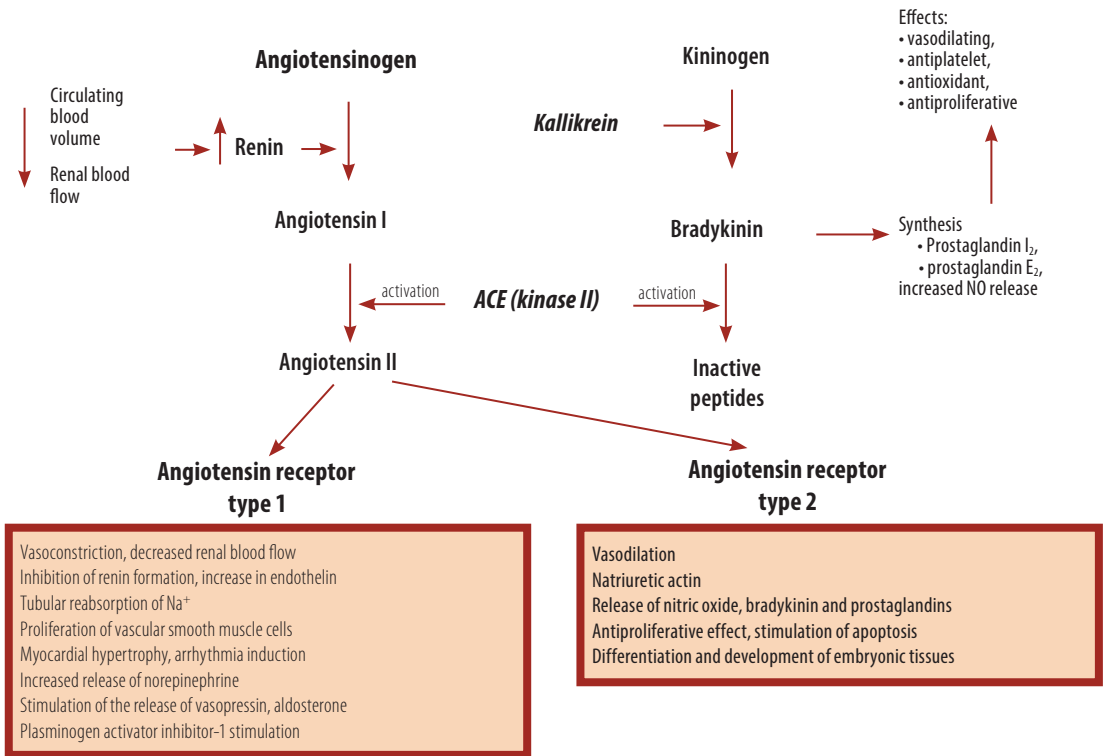 Angiotensinogen
Circulating
blood
volume
Renal blood
flow
Renin
Angiotensin I
activation
ACE (kinase II)
activation
Angiotensin II
Kininogen
Kallikrein
Bradykinin
Inactive
peptides
Effects:
• vasodilating,
• antiplatelet,
• antioxidant,
• antiproliferative
Synthesis
• Prostaglandin I₂,
• prostaglandin E₂,
increased NO release
Angiotensin receptor
type 1
Vasoconstriction, decreased renal blood flow
Inhibition of renin formation, increase in endothelin
Tubular reabsorption of Na⁺
Proliferation of vascular smooth muscle cells
Myocardial hypertrophy, arrhythmia induction
Increased release of norepinephrine
Stimulation of the release of vasopressin, aldosterone
Plasminogen activator inhibitor-1 stimulation
Angiotensin receptor
type 2
Vasodilation
Natriuretic actin
Release of nitric oxide, bradykinin and prostaglandins
Antiproliferative effect, stimulation of apoptosis
Differentiation and development of embryonic tissues